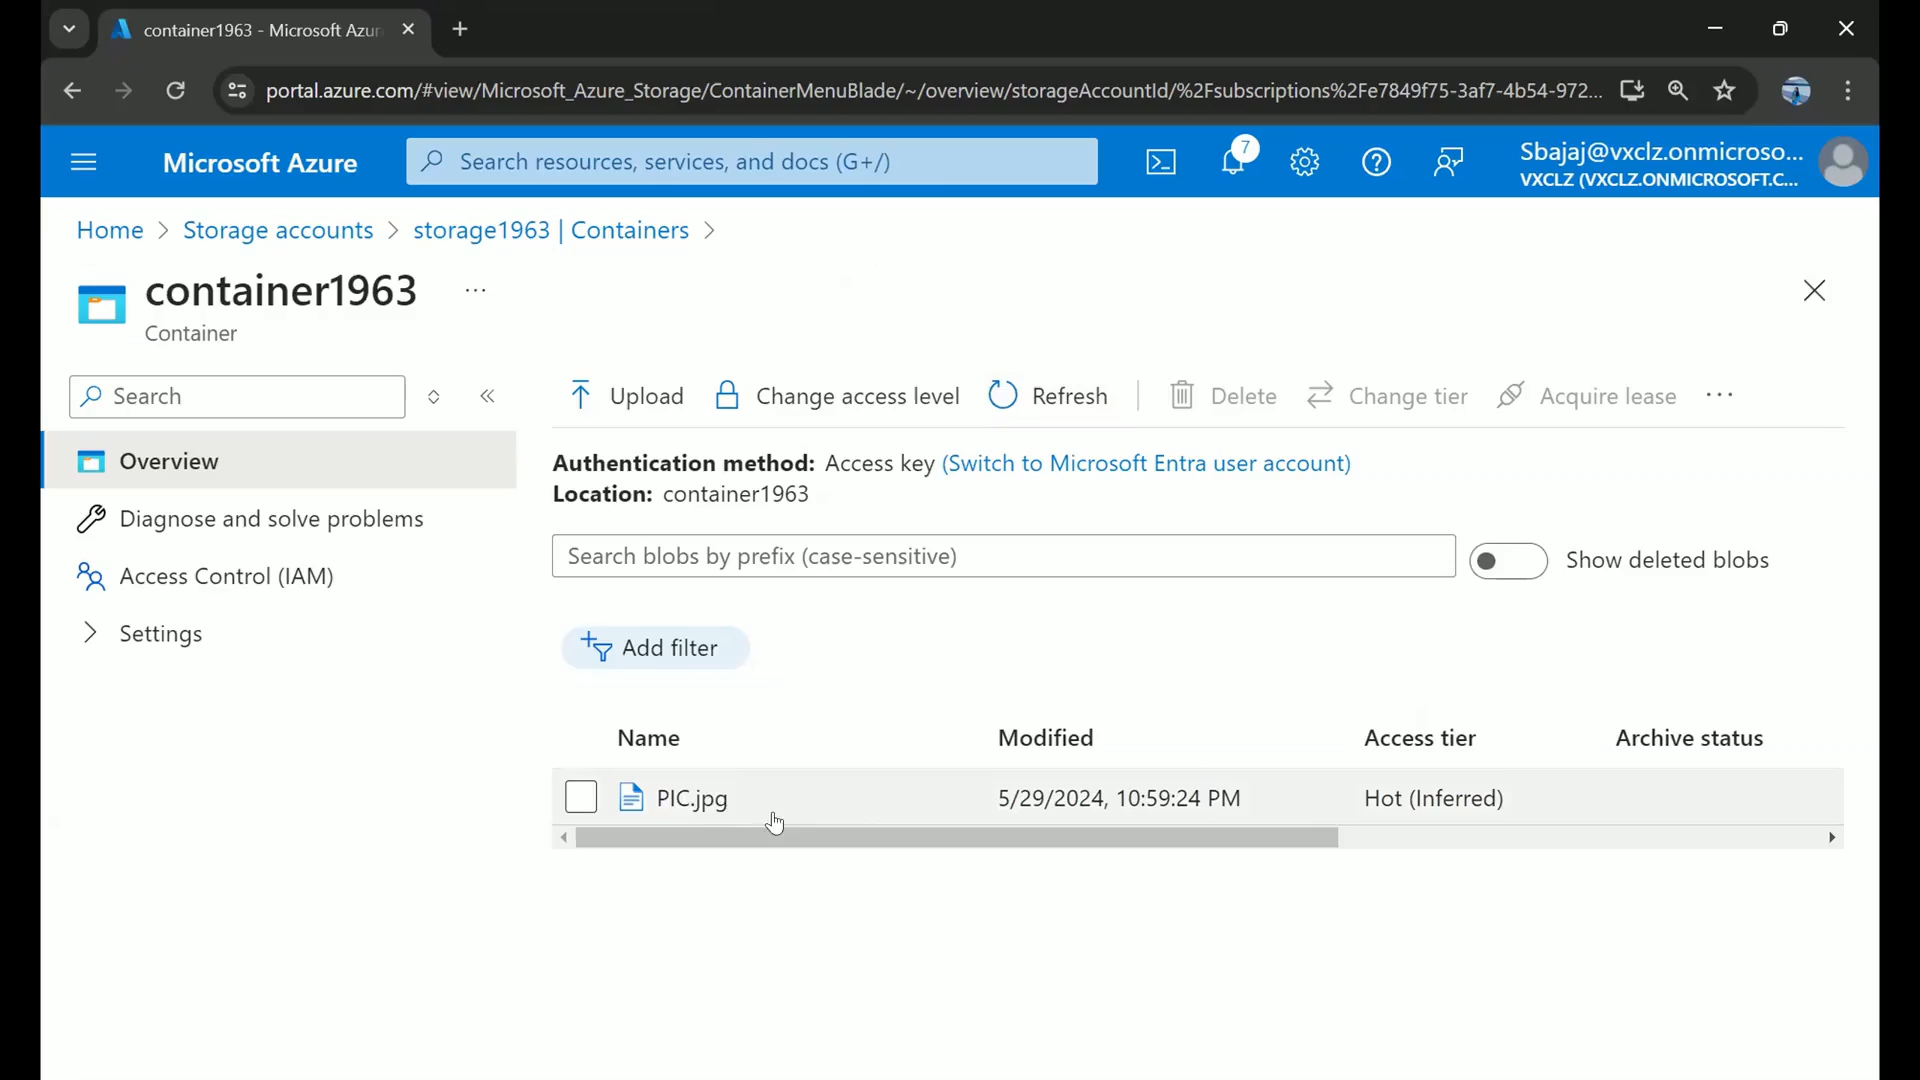 container1963 - Microsoft Azur
portal.azure.com/#view/Microsoft_Azure_Storage/ContainerMenuBlade/~/overview/storageAccountId/%2Fsubscriptions%2Fe7849f75-3af7-4b54-972...
Microsoft Azure
Search resources, services, and docs (G+/)
7
Sbajaj@vxclz.onmicroso...
VXCLZ (VXCLZ.ONMICROSOFT.C...
Home > Storage accounts > storage1963 | Containers >
container1963 ...
Container
Search
Overview
Diagnose and solve problems
Access Control (IAM)
Settings
Upload Change access level Refresh Delete Change tier Acquire lease ...
Authentication method: Access key (Switch to Microsoft Entra user account)
Location: container1963
Search blobs by prefix (case-sensitive)
Show deleted blobs
Add filter
Name Modified Access tier Archive status
PIC.jpg 5/29/2024, 10:59:24 PM Hot (Inferred)